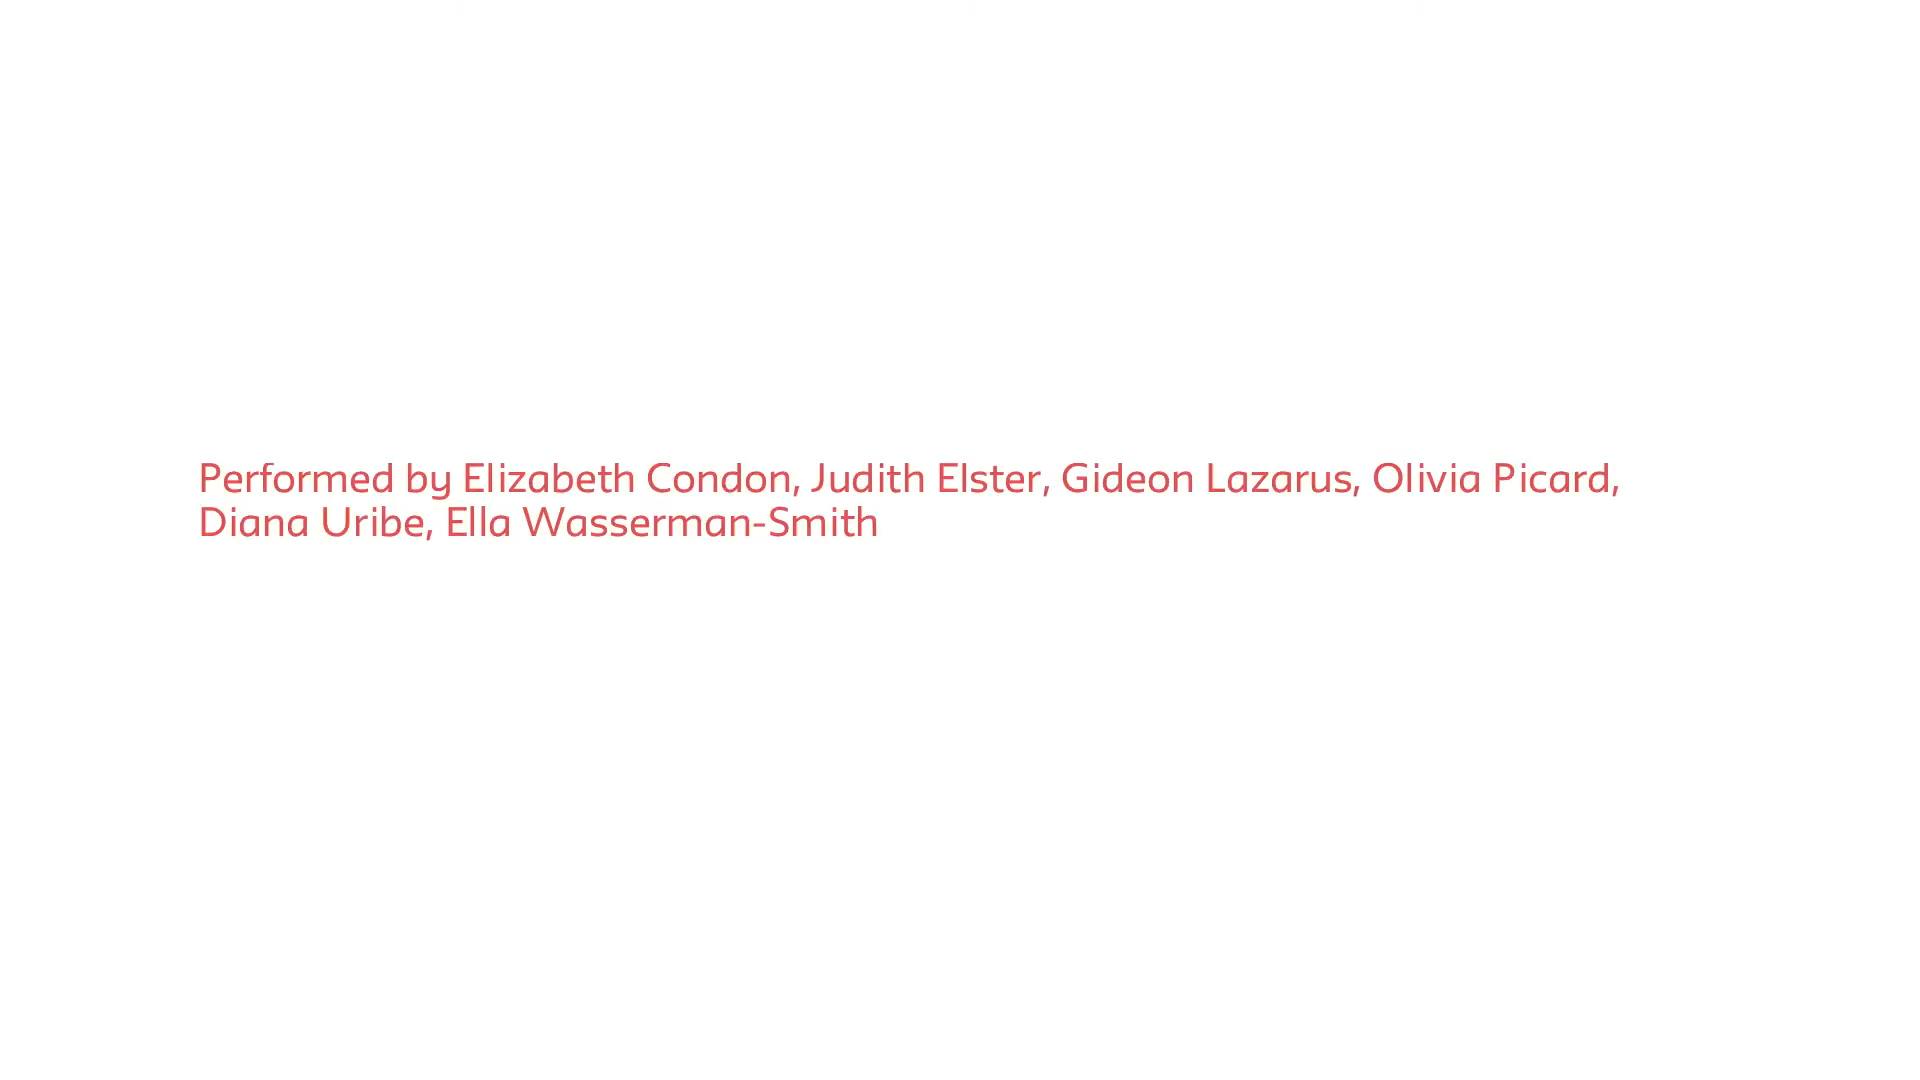 Performed by Elizabeth Condon, Judith Elster, Gideon Lazarus, Olivia Picard,
Diana Uribe, Ella Wasserman-Smith